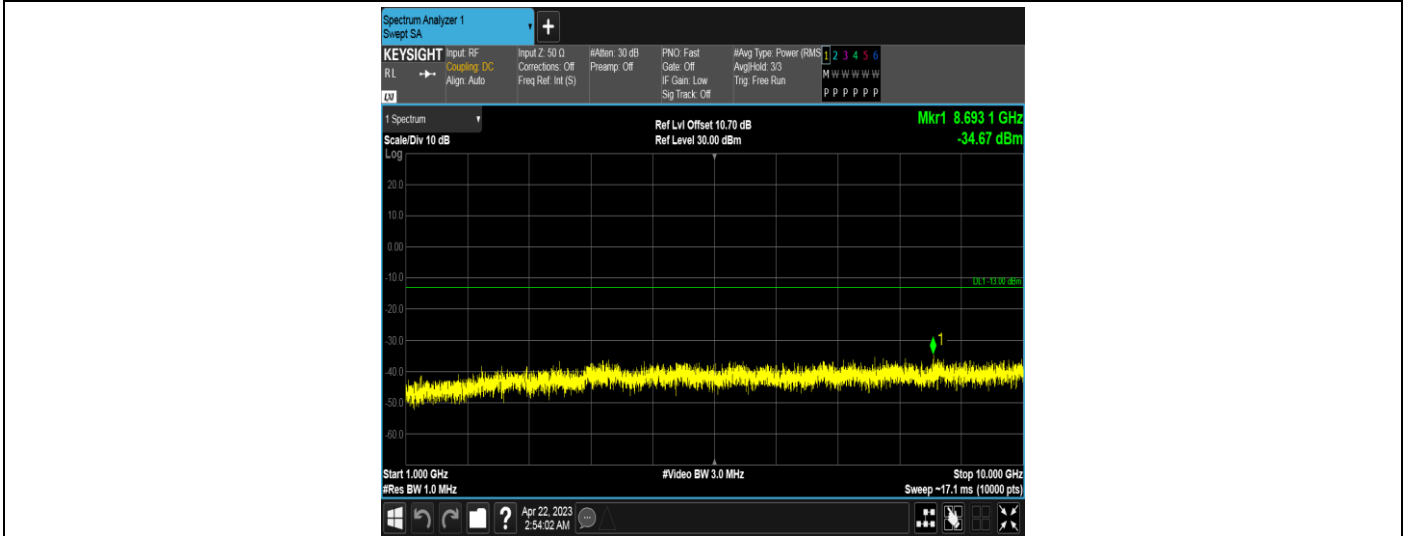 Spectrum Analyzer 1
Swept SA
+
KEYSIGHT
RL
LXI
Input: RF
Coupling: DC
Align: Auto
Input Z: 50 Ω
Corrections: Off
Freq Ref: Int (S)
#Atten: 30 dB
Preamp: Off
PNO: Fast
Gate: Off
IF Gain: Low
Sig Track: Off
#Avg Type: Power (RMS
Avg|Hold: 3/3
Trig: Free Run
1 2 3 4 5 6
M W W W W W
P P P P P P
1 Spectrum
Scale/Div 10 dB
Log
Ref Lvl Offset 10.70 dB
Ref Level 30.00 dBm
Mkr1 8.693 1 GHz
-34.67 dBm
20.0
10.0
0.00
-10.0
DL1 -13.00 dBm
-20.0
-30.0
1
-40.0
-50.0
-60.0
Start 1.000 GHz
#Res BW 1.0 MHz
#Video BW 3.0 MHz
Stop 10.000 GHz
Sweep ~17.1 ms (10000 pts)
?
Apr 22, 2023
2:54:02 AM